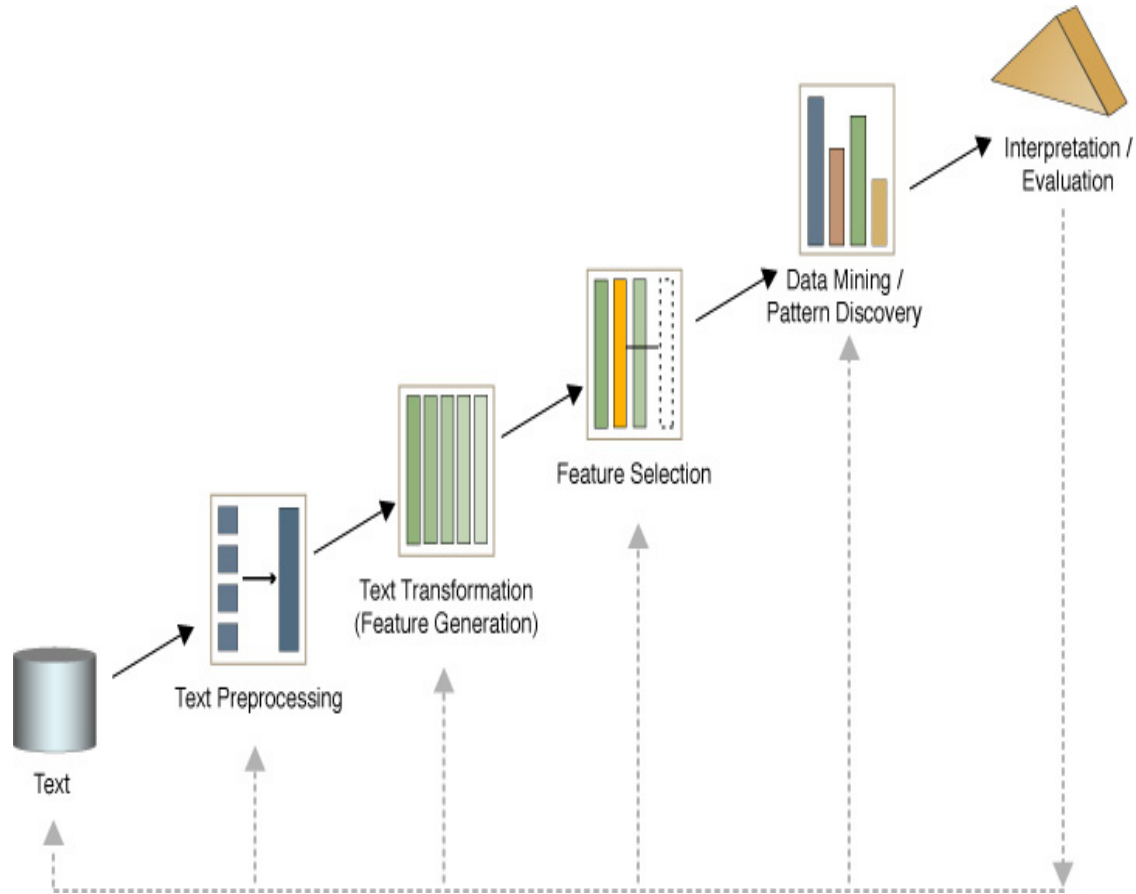 Text
Text Preprocessing
Text Transformation
(Feature Generation)
Feature Selection
Data Mining /
Pattern Discovery
Interpretation /
Evaluation